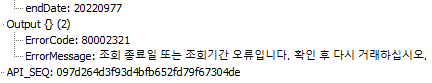 endDate: 20220977
Output {} (2)
ErrorCode: 80002321
ErrorMessage: 조회 종료일 또는 조회기간 오류입니다. 확인 후 다시 거래하십시오.
API_SEQ: 097d264d3f93d4bfb652fd79f67304de